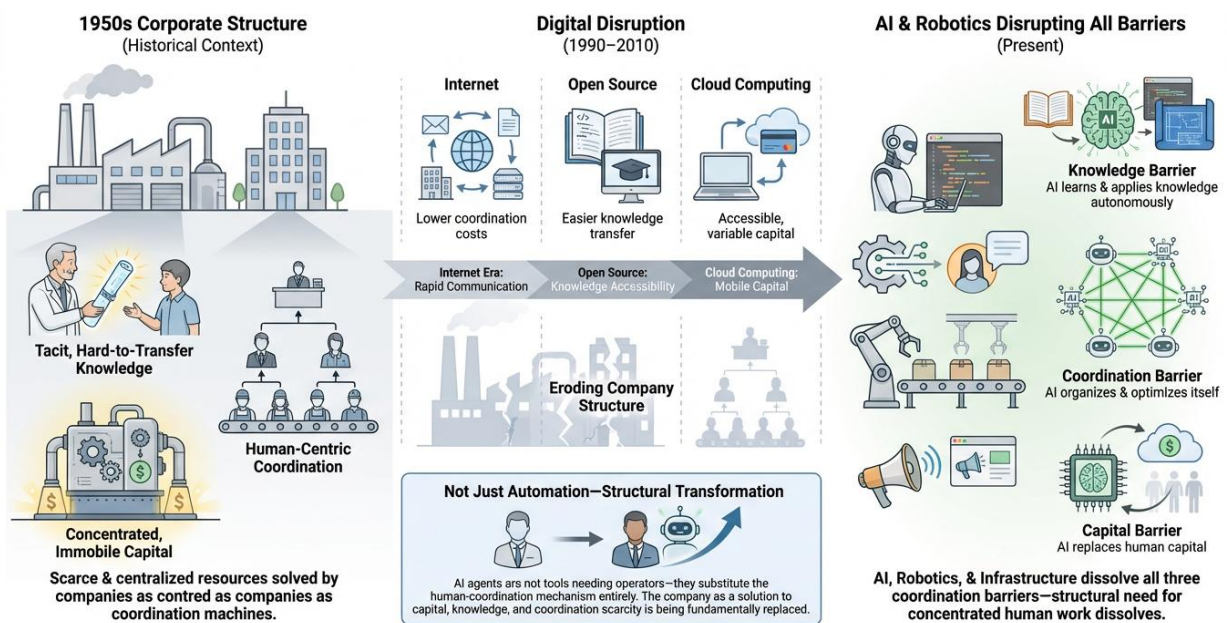 1950s Corporate Structure
(Historical Context)
Tacit, Hard-to-Transfer
Knowledge
Human-Centric
Coordination
$
$
$
Concentrated,
Immobile Capital
Scarce & centralized resources solved by
companies as contred as companies as
coordination machines.
Digital Disruption
(1990–2010)
Internet
Lower coordination
costs
Open Source
</>
Easier knowledge
transfer
Cloud Computing
Accessible,
variable capital
Internet Era:
Rapid Communication
Open Source:
Knowledge Accessibility
Cloud Computing:
Mobile Capital
Eroding Company
Structure
Not Just Automation—Structural Transformation
AI agents are not tools needing operators—they substitute the
human-coordination mechanism entirely. The company as a solution to
capital, knowledge, and coordination scarcity is being fundamentally replaced.
AI & Robotics Disrupting All Barriers
(Present)
AI
Knowledge Barrier
AI learns & applies knowledge
autonomously
AI
AI
Coordination Barrier
AI organizes & optimizes itself
$
Capital Barrier
AI replaces human capital
AI, Robotics, & Infrastructure dissolve all three
coordination barriers—structural need for
concentrated human work dissolves.